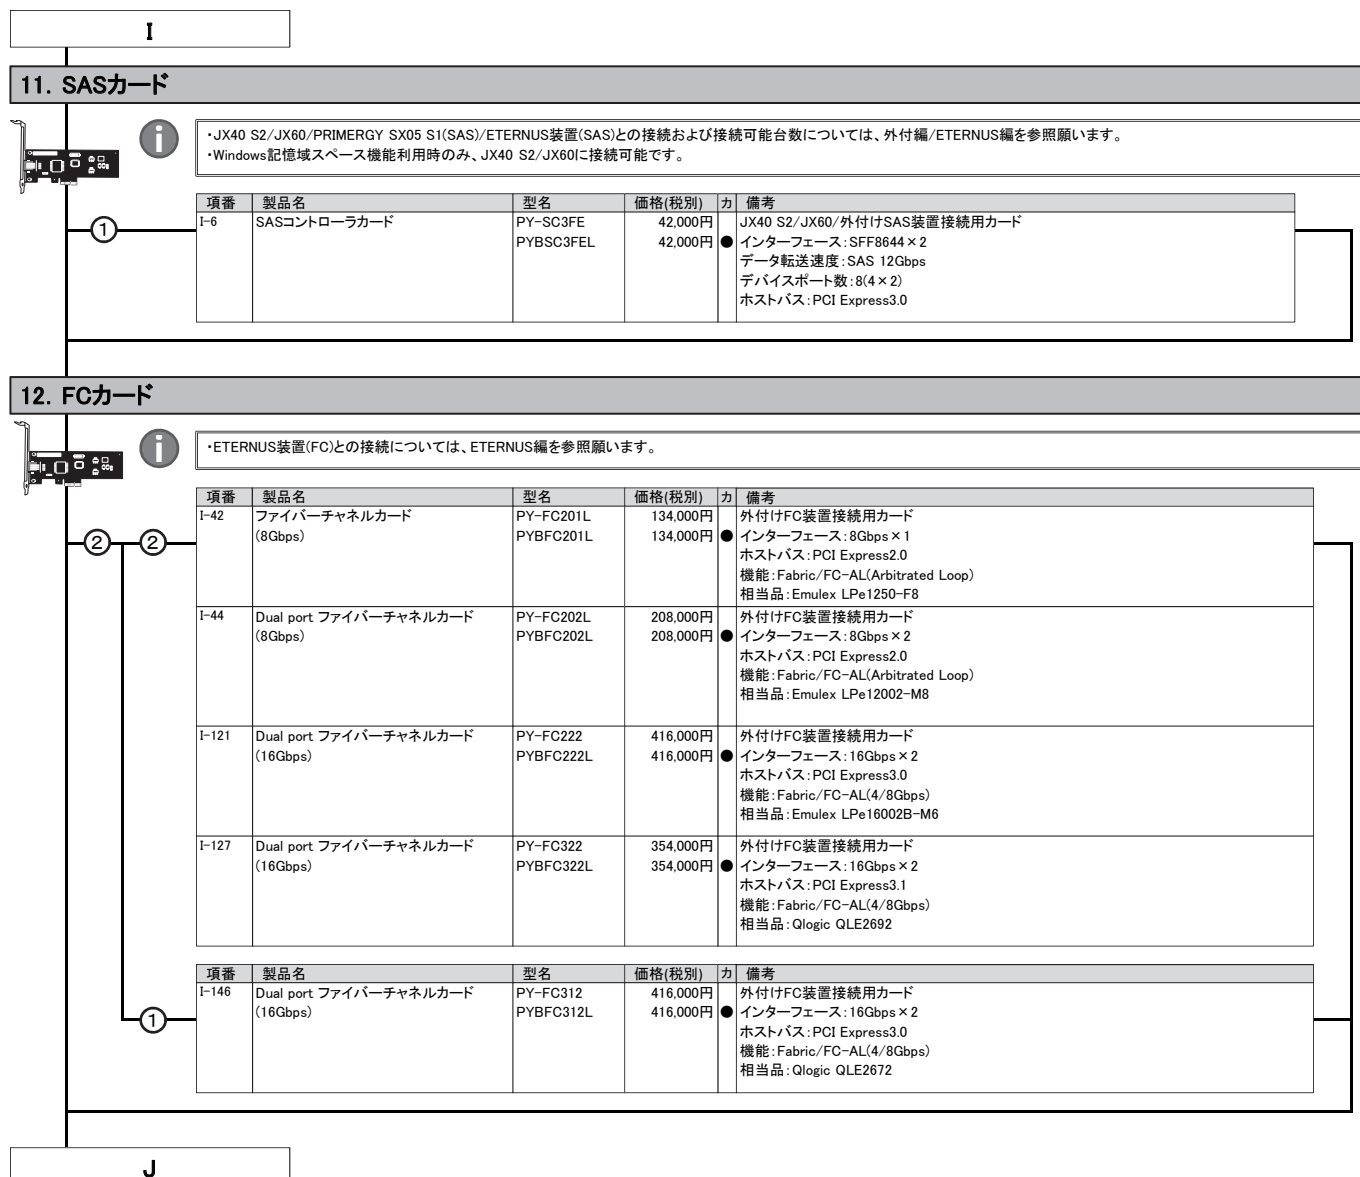 I
11. SASカード
・JX40 S2/JX60/PRIMERGY SX05 S1(SAS)/ETERNUS装置(SAS)との接続および接続可能台数については、外付編/ETERNUS編を参照願います。
・Windows記憶域スペース機能利用時のみ、JX40 S2/JX60に接続可能です。
項番 製品名 型名 価格(税別) カ 備考
① I-6 SASコントローラカード PY-SC3FE 42,000円 JX40 S2/JX60/外付けSAS装置接続用カード
PYBSC3FEL 42,000円 ● インターフェース:SFF8644×2
データ転送速度:SAS 12Gbps
デバイスポート数:8(4×2)
ホストバス:PCI Express3.0
12. FCカード
・ETERNUS装置(FC)との接続については、ETERNUS編を参照願います。
項番 製品名 型名 価格(税別) カ 備考
I-42 ファイバーチャネルカード PY-FC201L 134,000円 外付けFC装置接続用カード
② ② (8Gbps) PYBFC201L 134,000円 ● インターフェース:8Gbps×1
ホストバス:PCI Express2.0
機能:Fabric/FC-AL(Arbitrated Loop)
相当品:Emulex LPe1250-F8
I-44 Dual port ファイバーチャネルカード PY-FC202L 208,000円 外付けFC装置接続用カード
(8Gbps) PYBFC202L 208,000円 ● インターフェース:8Gbps×2
ホストバス:PCI Express2.0
機能:Fabric/FC-AL(Arbitrated Loop)
相当品:Emulex LPe12002-M8
I-121 Dual port ファイバーチャネルカード PY-FC222 416,000円 外付けFC装置接続用カード
(16Gbps) PYBFC222L 416,000円 ● インターフェース:16Gbps×2
ホストバス:PCI Express3.0
機能:Fabric/FC-AL(4/8Gbps)
相当品:Emulex LPe16002B-M6
I-127 Dual port ファイバーチャネルカード PY-FC322 354,000円 外付けFC装置接続用カード
(16Gbps) PYBFC322L 354,000円 ● インターフェース:16Gbps×2
ホストバス:PCI Express3.1
機能:Fabric/FC-AL(4/8Gbps)
相当品:Qlogic QLE2692
項番 製品名 型名 価格(税別) カ 備考
I-146 Dual port ファイバーチャネルカード PY-FC312 416,000円 外付けFC装置接続用カード
① (16Gbps) PYBFC312L 416,000円 ● インターフェース:16Gbps×2
ホストバス:PCI Express3.0
機能:Fabric/FC-AL(4/8Gbps)
相当品:Qlogic QLE2672
J